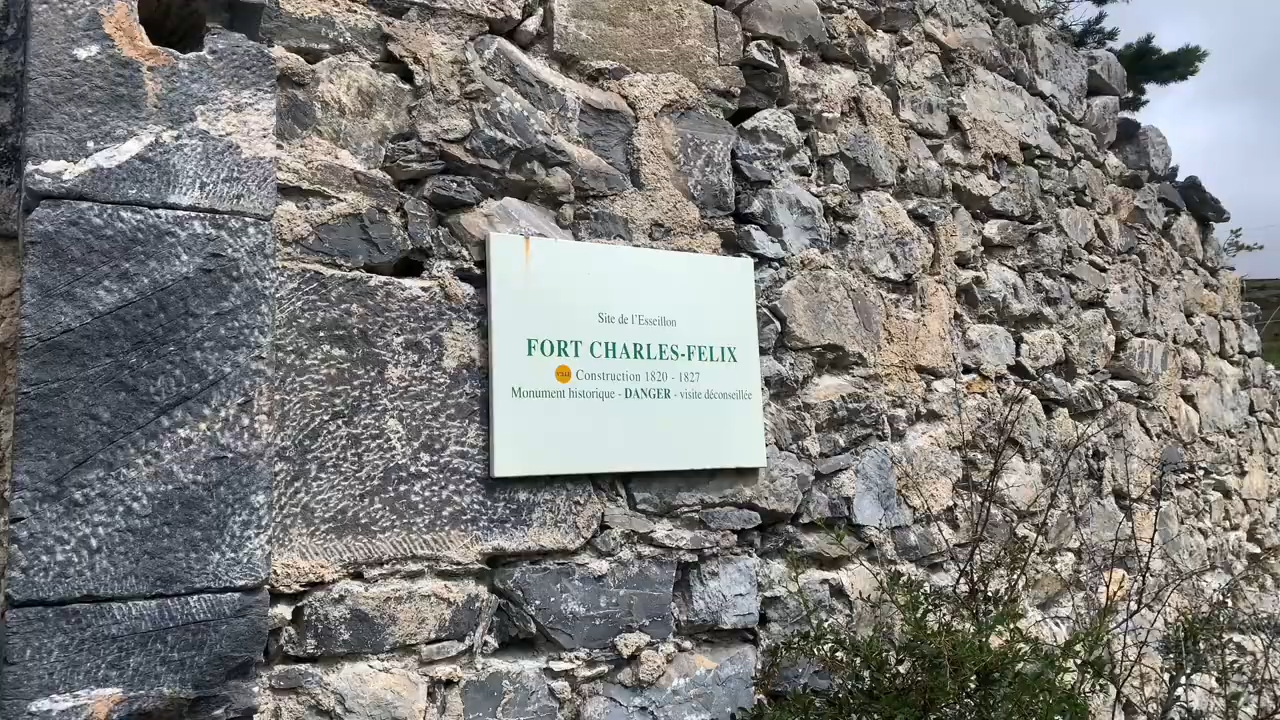 Site de l'Esseillon
FORT CHARLES-FELIX
Construction 1820 - 1827
Monument historique - DANGER - visite déconseillée